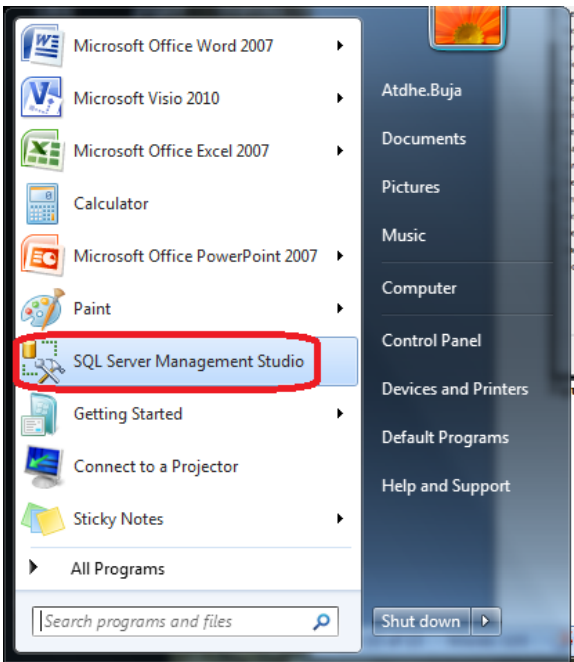 Microsoft Office Word 2007
Microsoft Visio 2010
Microsoft Office Excel 2007
Calculator
Microsoft Office PowerPoint 2007
Paint
SQL Server Management Studio
Getting Started
Connect to a Projector
Sticky Notes
All Programs
Search programs and files
Atdhe.Buja
Documents
Pictures
Music
Computer
Control Panel
Devices and Printers
Default Programs
Help and Support
Shut down